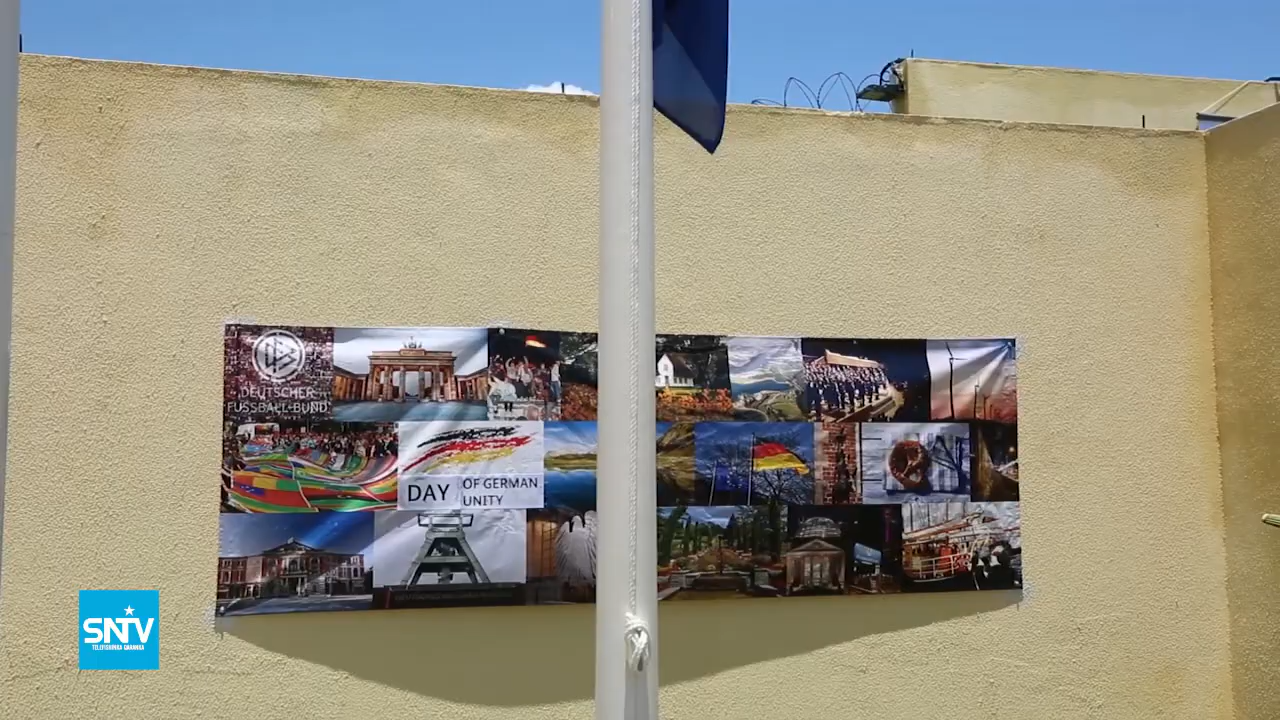 DEUTSCHER
FUSSBALL-BUND
DAY OF GERMAN
UNITY
SNTV